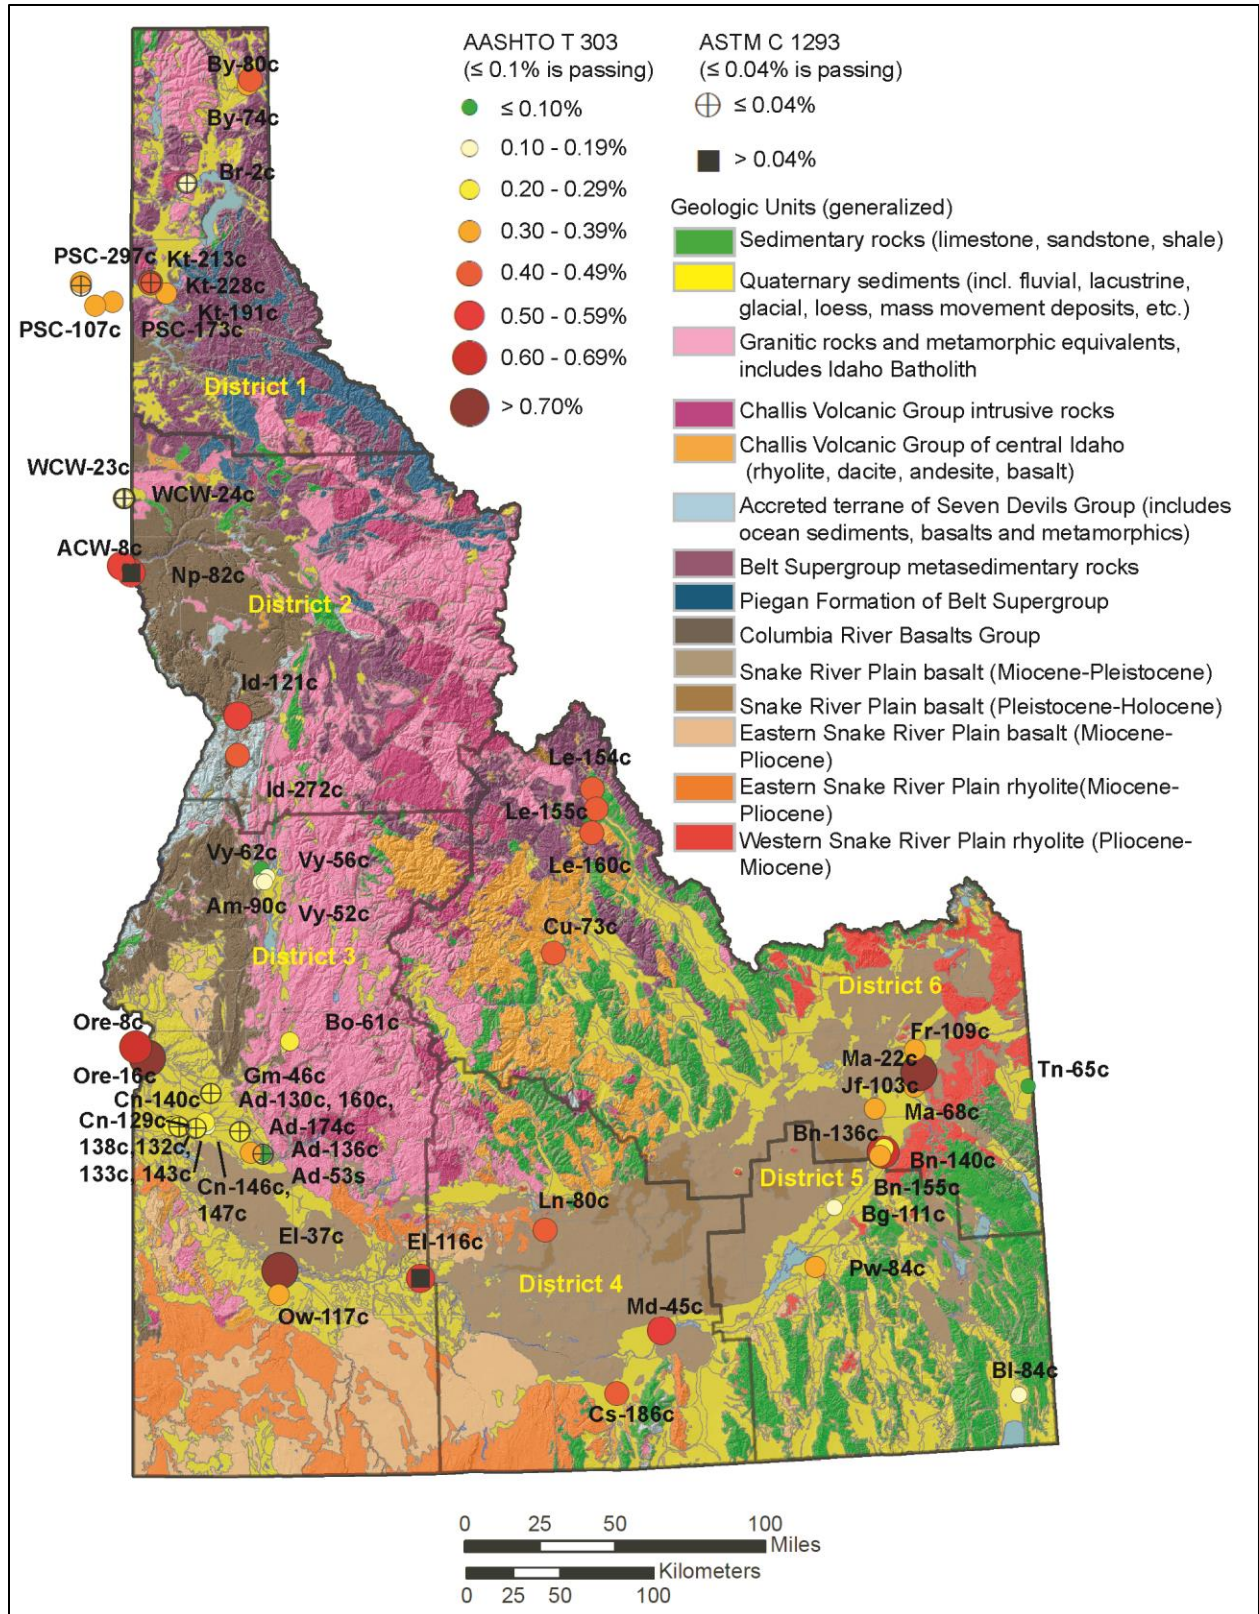 AASHTO T 303
(≤ 0.1% is passing)
≤ 0.10%
0.10 - 0.19%
0.20 - 0.29%
0.30 - 0.39%
0.40 - 0.49%
0.50 - 0.59%
0.60 - 0.69%
> 0.70%
ASTM C 1293
(≤ 0.04% is passing)
≤ 0.04%
> 0.04%
Geologic Units (generalized)
Sedimentary rocks (limestone, sandstone, shale)
Quaternary sediments (incl. fluvial, lacustrine,
glacial, loess, mass movement deposits, etc.)
Granitic rocks and metamorphic equivalents,
includes Idaho Batholith
Challis Volcanic Group intrusive rocks
Challis Volcanic Group of central Idaho
(rhyolite, dacite, andesite, basalt)
Accreted terrane of Seven Devils Group (includes
ocean sediments, basalts and metamorphics)
Belt Supergroup metasedimentary rocks
Piegan Formation of Belt Supergroup
Columbia River Basalts Group
Snake River Plain basalt (Miocene-Pleistocene)
Snake River Plain basalt (Pleistocene-Holocene)
Eastern Snake River Plain basalt (Miocene-
Pliocene)
Eastern Snake River Plain rhyolite(Miocene-
Pliocene)
Western Snake River Plain rhyolite (Pliocene-
Miocene)
By-80c
By-74c
Br-2c
PSC-297c
Kt-213c
Kt-228c
Kt-191c
PSC-107c
PSC-173c
District 1
WCW-23c
WCW-24c
ACW-8c
Np-82c
District 2
Id-121c
Id-272c
Le-154c
Le-155c
Le-160c
Vy-62c
Vy-56c
Am-90c
Vy-52c
Cu-73c
District 3
District 6
Ore-8c
Bo-61c
Fr-109c
Ma-22c
Tn-65c
Ore-16c
Gm-46c
Jf-103c
Cn-140c
Ad-130c, 160c,
Ma-68c
Cn-129c
Ad-174c
Bn-136c
138c, 132c,
Ad-136c
Bn-140c
133c, 143c
Ad-53s
District 5
Cn-146c,
147c
Bn-155c
Ln-80c
Bg-111c
El-37c
El-116c
Pw-84c
District 4
Ow-117c
Md-45c
Bl-84c
Cs-186c
0 25 50 100
Miles
Kilometers
0 25 50 100